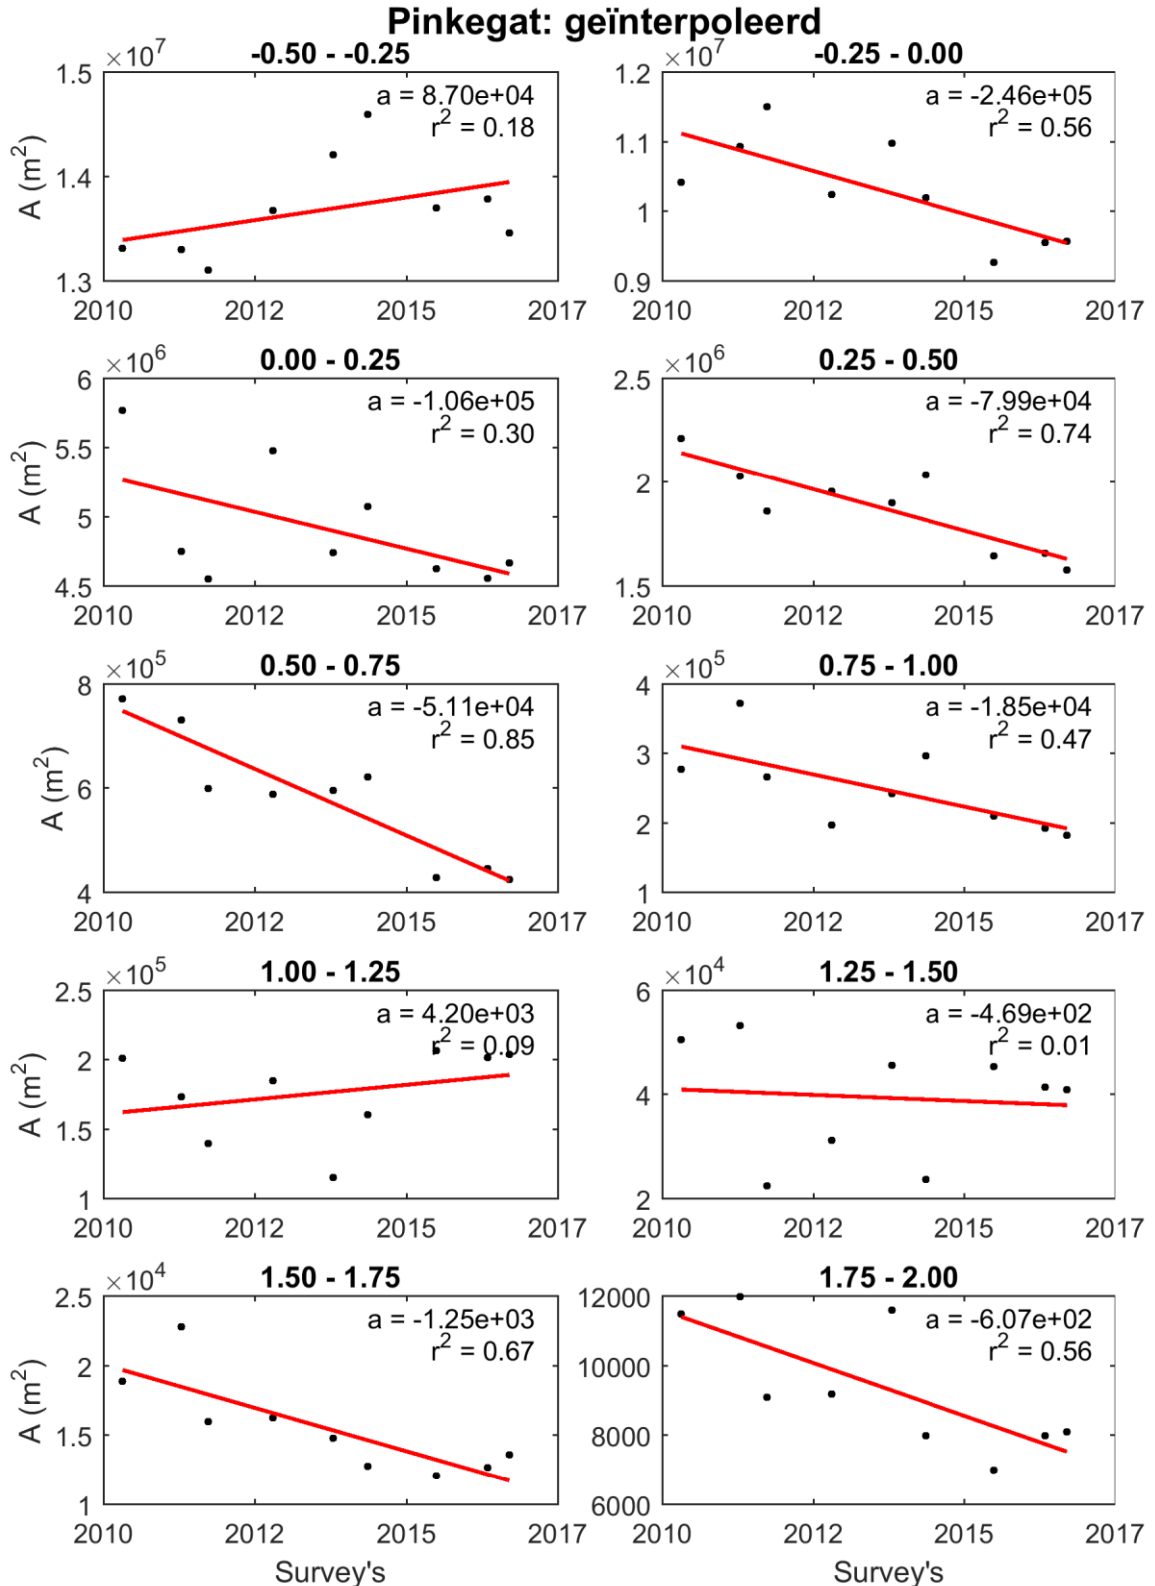 Pinkegat: geïnterpoleerd
×10^7
-0.50 - -0.25
1.5
1.4
1.3
A (m^2)
a = 8.70e+04
r^2 = 0.18
2010 2012 2015 2017
×10^7
-0.25 - 0.00
1.2
1.1
1
0.9
a = -2.46e+05
r^2 = 0.56
2010 2012 2015 2017
×10^6
0.00 - 0.25
6
5.5
5
4.5
A (m^2)
a = -1.06e+05
r^2 = 0.30
2010 2012 2015 2017
×10^6
0.25 - 0.50
2.5
2
1.5
a = -7.99e+04
r^2 = 0.74
2010 2012 2015 2017
×10^5
0.50 - 0.75
8
6
4
A (m^2)
a = -5.11e+04
r^2 = 0.85
2010 2012 2015 2017
×10^5
0.75 - 1.00
4
3
2
1
a = -1.85e+04
r^2 = 0.47
2010 2012 2015 2017
×10^5
1.00 - 1.25
2.5
2
1.5
1
A (m^2)
a = 4.20e+03
r^2 = 0.09
2010 2012 2015 2017
×10^4
1.25 - 1.50
6
4
2
a = -4.69e+02
r^2 = 0.01
2010 2012 2015 2017
×10^4
1.50 - 1.75
2.5
2
1.5
1
A (m^2)
a = -1.25e+03
r^2 = 0.67
2010 2012 2015 2017
Survey's
1.75 - 2.00
12000
10000
8000
6000
a = -6.07e+02
r^2 = 0.56
2010 2012 2015 2017
Survey's